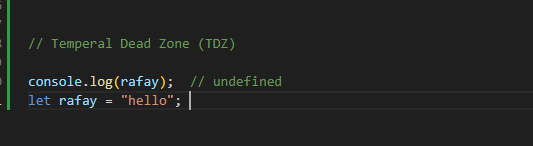 // Temperal Dead Zone (TDZ)
console.log(rafay);  // undefined
let rafay = "hello";